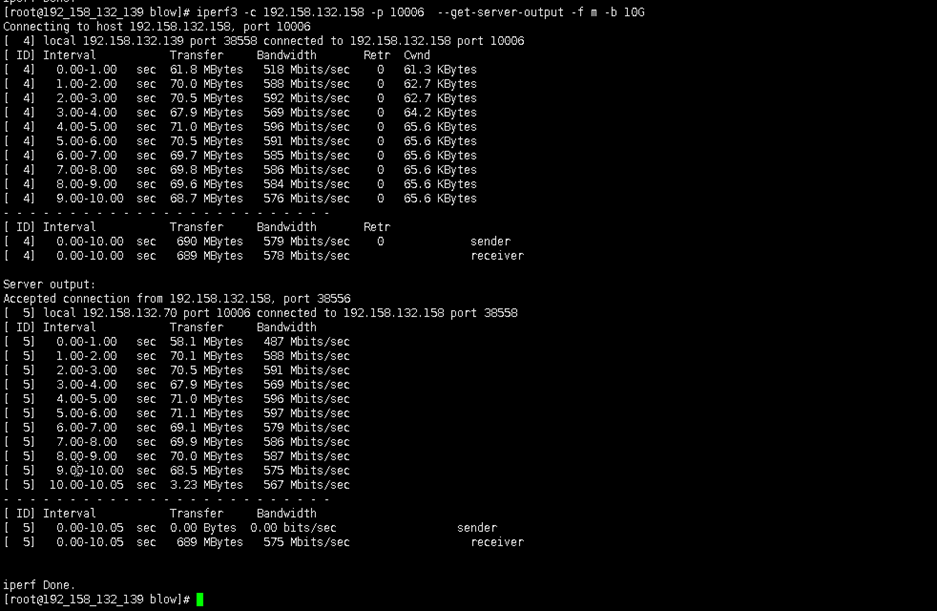 iperf Done.
[root@192_158_132_139 blow]# iperf3 -c 192.158.132.158 -p 10006  --get-server-output -f m -b 10G
Connecting to host 192.158.132.158, port 10006
[  4] local 192.158.132.139 port 38558 connected to 192.158.132.158 port 10006
[ ID] Interval           Transfer     Bandwidth       Retr  Cwnd
[  4]   0.00-1.00   sec  61.8 MBytes   518 Mbits/sec    0   61.3 KBytes
[  4]   1.00-2.00   sec  70.0 MBytes   588 Mbits/sec    0   62.7 KBytes
[  4]   2.00-3.00   sec  70.5 MBytes   592 Mbits/sec    0   62.7 KBytes
[  4]   3.00-4.00   sec  67.9 MBytes   569 Mbits/sec    0   64.2 KBytes
[  4]   4.00-5.00   sec  71.0 MBytes   596 Mbits/sec    0   65.6 KBytes
[  4]   5.00-6.00   sec  70.5 MBytes   591 Mbits/sec    0   65.6 KBytes
[  4]   6.00-7.00   sec  69.7 MBytes   585 Mbits/sec    0   65.6 KBytes
[  4]   7.00-8.00   sec  69.8 MBytes   586 Mbits/sec    0   65.6 KBytes
[  4]   8.00-9.00   sec  69.6 MBytes   584 Mbits/sec    0   65.6 KBytes
[  4]   9.00-10.00  sec  68.7 MBytes   576 Mbits/sec    0   65.6 KBytes
- - - - - - - - - - - - - - - - - - - - - - - - -
[ ID] Interval           Transfer     Bandwidth       Retr
[  4]   0.00-10.00  sec   690 MBytes   579 Mbits/sec    0             sender
[  4]   0.00-10.00  sec   689 MBytes   578 Mbits/sec                  receiver
Server output:
Accepted connection from 192.158.132.158, port 38556
[  5] local 192.158.132.70 port 10006 connected to 192.158.132.158 port 38558
[ ID] Interval           Transfer     Bandwidth
[  5]   0.00-1.00   sec  58.1 MBytes   487 Mbits/sec
[  5]   1.00-2.00   sec  70.1 MBytes   588 Mbits/sec
[  5]   2.00-3.00   sec  70.5 MBytes   591 Mbits/sec
[  5]   3.00-4.00   sec  67.9 MBytes   569 Mbits/sec
[  5]   4.00-5.00   sec  71.0 MBytes   596 Mbits/sec
[  5]   5.00-6.00   sec  71.1 MBytes   597 Mbits/sec
[  5]   6.00-7.00   sec  69.1 MBytes   579 Mbits/sec
[  5]   7.00-8.00   sec  69.9 MBytes   586 Mbits/sec
[  5]   8.00-9.00   sec  70.0 MBytes   587 Mbits/sec
[  5]   9.00-10.00  sec  68.5 MBytes   575 Mbits/sec
[  5]  10.00-10.05  sec  3.23 MBytes   567 Mbits/sec
- - - - - - - - - - - - - - - - - - - - - - - - -
[ ID] Interval           Transfer     Bandwidth
[  5]   0.00-10.05  sec  0.00 Bytes  0.00 bits/sec                  sender
[  5]   0.00-10.05  sec   689 MBytes   575 Mbits/sec                  receiver
iperf Done.
[root@192_158_132_139 blow]#